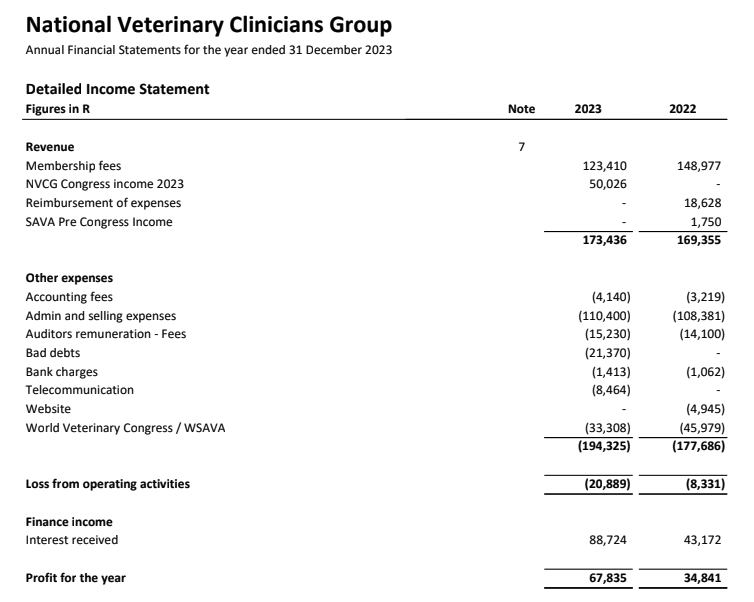 National Veterinary Clinicians Group
Annual Financial Statements for the year ended 31 December 2023
Detailed Income Statement
Figures in R Note 2023 2022
Revenue 7
Membership fees 123,410 148,977
NVCG Congress income 2023 50,026 -
Reimbursement of expenses - 18,628
SAVA Pre Congress Income - 1,750
173,436 169,355
Other expenses
Accounting fees (4,140) (3,219)
Admin and selling expenses (110,400) (108,381)
Auditors remuneration - Fees (15,230) (14,100)
Bad debts (21,370) -
Bank charges (1,413) (1,062)
Telecommunication (8,464) -
Website - (4,945)
World Veterinary Congress / WSAVA (33,308) (45,979)
(194,325) (177,686)
Loss from operating activities (20,889) (8,331)
Finance income
Interest received 88,724 43,172
Profit for the year 67,835 34,841